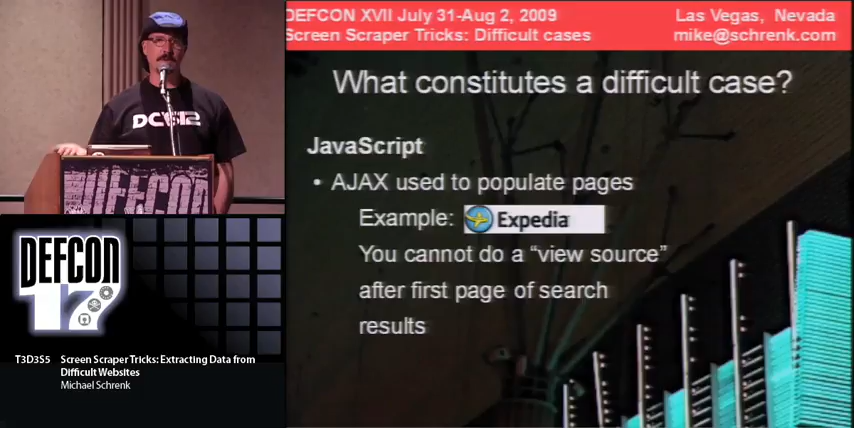 DEFCON XVII July 31-Aug 2, 2009
Las Vegas, Nevada
Screen Scraper Tricks: Difficult cases
mike@schrenk.com
What constitutes a difficult case?
JavaScript
• AJAX used to populate pages
Example: Expedia
You cannot do a “view source”
after first page of search
results
DEFCON
DEFCON
17
T3D3S5 Screen Scraper Tricks: Extracting Data from
Difficult Websites
Michael Schrenk